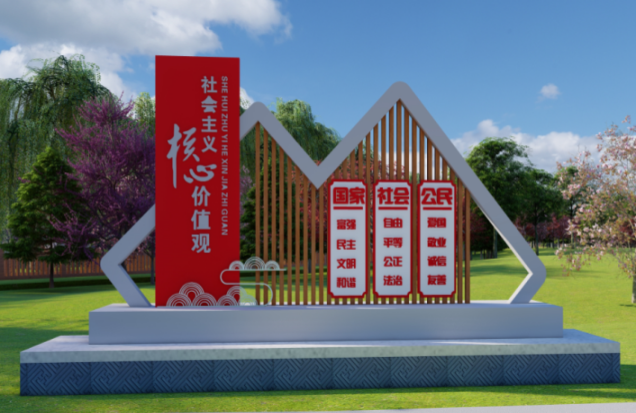 社会主义
核心
价值观
SHE HUI ZHU YI HE XIN JIA ZHI GUAN
国家
富强
民主
文明
和谐
社会
自由
平等
公正
法治
公民
爱国
敬业
诚信
友善